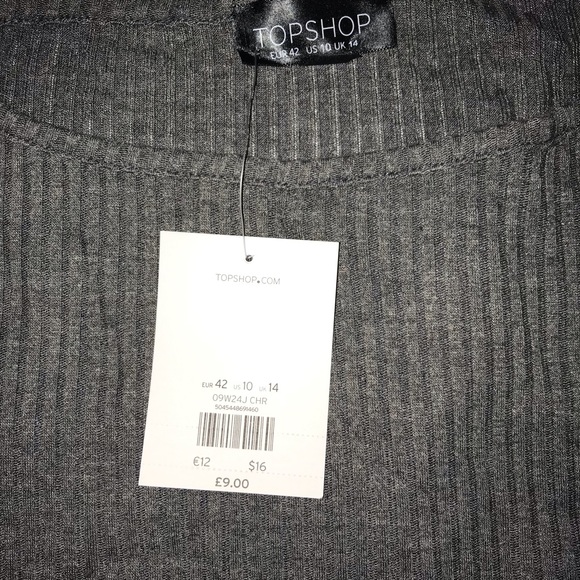 TOPSHOP
EUR 42 US 10 UK 14
TOPSHOP.COM
EUR 42 US 10 UK 14
09W24J CHR
5045448691460
€12 $16
£9.00